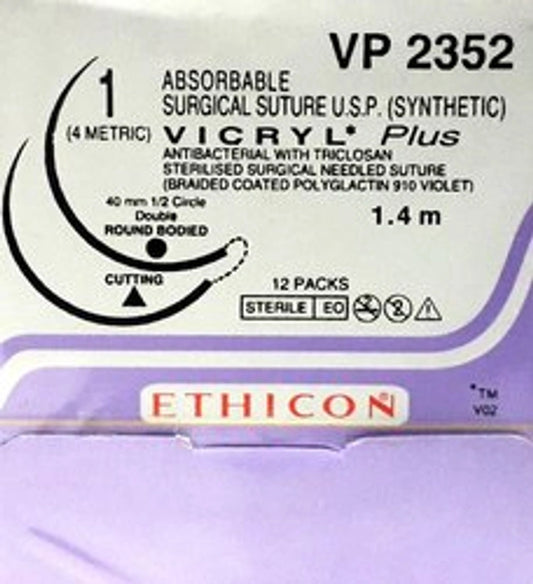 VP 2352
1
(4 METRIC)
ABSORBABLE
SURGICAL SUTURE U.S.P. (SYNTHETIC)
VICRYL* Plus
ANTIBACTERIAL WITH TRICLOSAN
STERILISED SURGICAL NEEDLED SUTURE
(BRAIDED COATED POLYGLACTIN 910 VIOLET)
40 mm 1/2 Circle
Double
ROUND BODIED
1.4 m
CUTTING
12 PACKS
STERILE EO
ETHICON®
*TM
V02